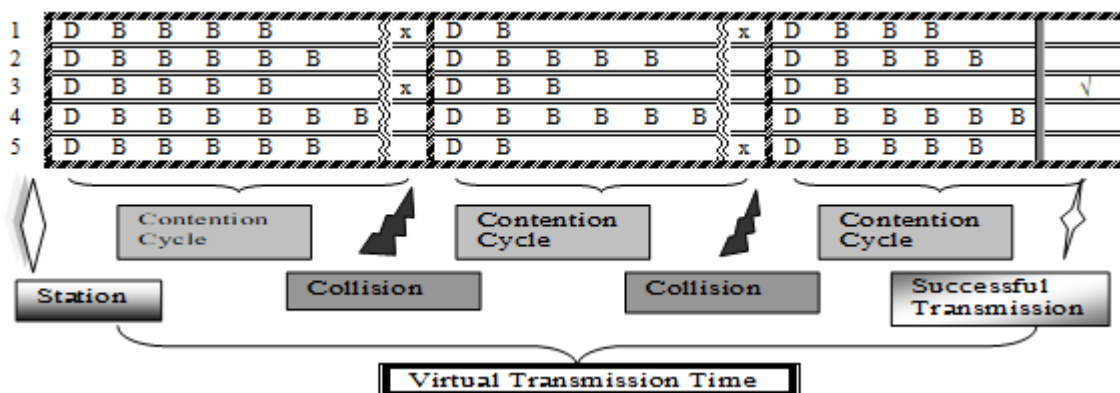 1 D B B B B x D B x D B B B
2 D B B B B B D B B B B D B B B B
3 D B B B B x D B B D B √
4 D B B B B B B D B B B B B D B B B B B
5 D B B B B B D B x D B B B B
Contention Cycle
Contention Cycle
Contention Cycle
Station
Collision
Collision
Successful Transmission
Virtual Transmission Time